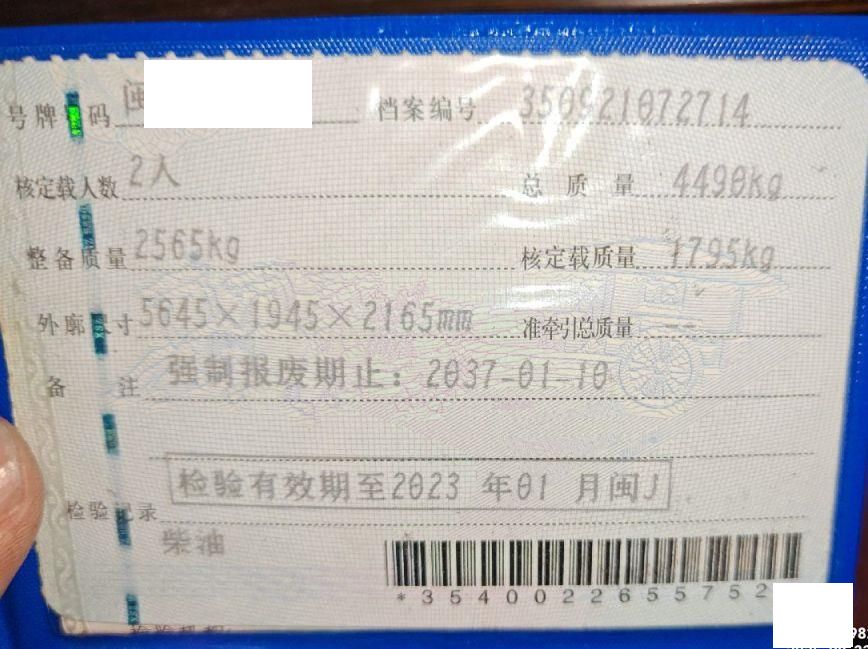 号牌号码 闽 档案编号 350921072714
核定载人数 2人 总质量 4490kg
整备质量 2565kg 核定载质量 1795kg
外廓尺寸 5645×1945×2165mm 准牵引总质量 --
备注 强制报废期止：2037-01-10
检验有效期至2023年01月闽J
检验记录
柴油
*354002265575​2